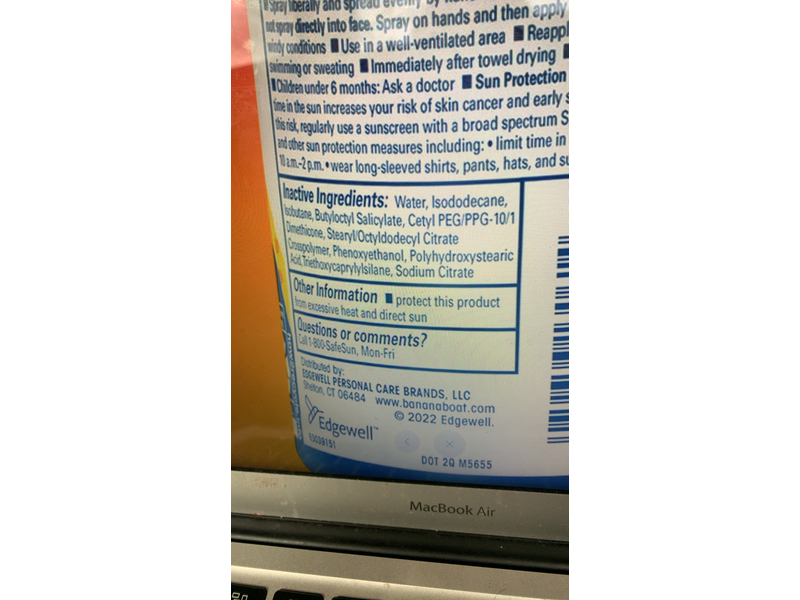 ■ Spray liberally and spread evenly by
not spray directly into face. Spray on hands and then apply
windy conditions ■ Use in a well-ventilated area ■ Reappl
swimming or sweating ■ Immediately after towel drying ■
■ Children under 6 months: Ask a doctor ■ Sun Protection
time in the sun increases your risk of skin cancer and early s
this risk, regularly use a sunscreen with a broad spectrum S
and other sun protection measures including: • limit time in
10 a.m.–2 p.m. • wear long-sleeved shirts, pants, hats, and su
Inactive Ingredients: Water, Isododecane,
Isobutane, Butyloctyl Salicylate, Cetyl PEG/PPG-10/1
Dimethicone, Stearyl/Octyldodecyl Citrate
Crosspolymer, Phenoxyethanol, Polyhydroxystearic
Acid, Triethoxycaprylylsilane, Sodium Citrate
Other Information ■ protect this product
from excessive heat and direct sun
Questions or comments?
Call 1-800-SafeSun, Mon-Fri
Distributed by:
EDGEWELL PERSONAL CARE BRANDS, LLC
Shelton, CT 06484 www.bananaboat.com
© 2022 Edgewell.
Edgewell™
DOT 2Q M5655
MacBook Air